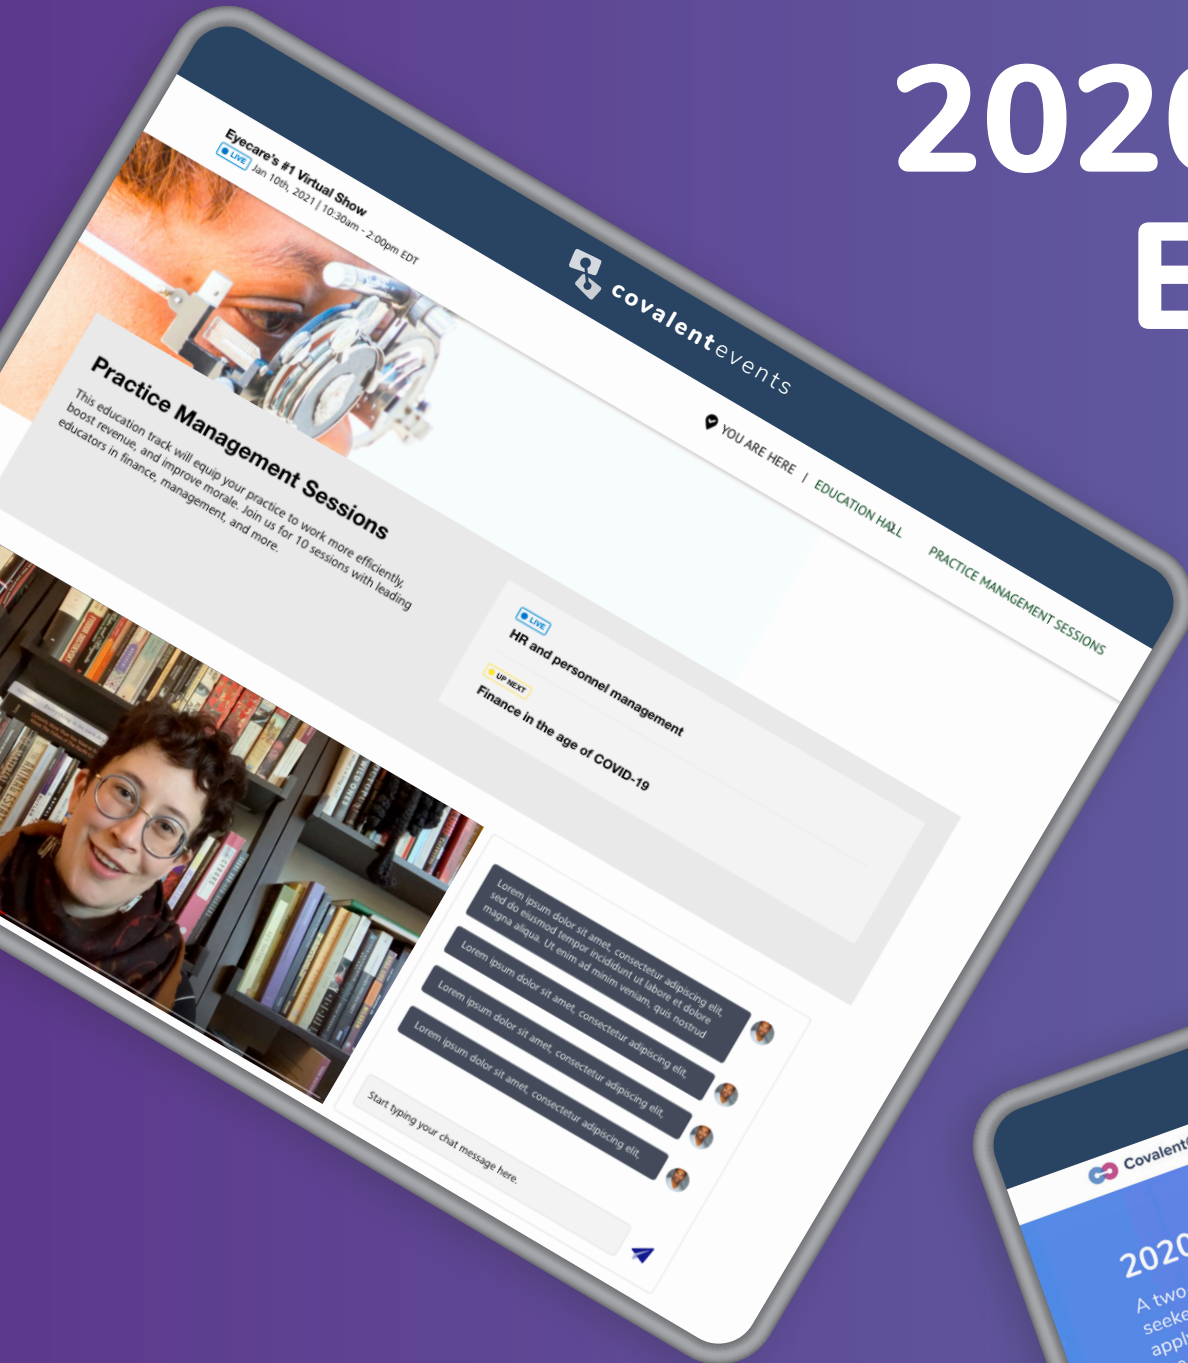 2020
E
covalentevents
Eyecare's #1 Virtual Show
LIVE Jan 10th, 2021 | 10:30am - 2:00pm EDT
YOU ARE HERE | EDUCATION HALL PRACTICE MANAGEMENT SESSIONS
Practice Management Sessions
This education track will equip your practice to work more efficiently,
boost revenue, and improve morale. Join us for 10 sessions with leading
educators in finance, management, and more.
LIVE
HR and personnel management
UP NEXT
Finance in the age of COVID-19
Lorem ipsum dolor sit amet, consectetur adipiscing elit,
sed do eiusmod tempor incididunt ut labore et dolore
magna aliqua. Ut enim ad minim veniam, quis nostrud
Lorem ipsum dolor sit amet, consectetur adipiscing elit,
Lorem ipsum dolor sit amet, consectetur adipiscing elit,
Lorem ipsum dolor sit amet, consectetur adipiscing elit,
Start typing your chat message here.
Covalent
2020
A two